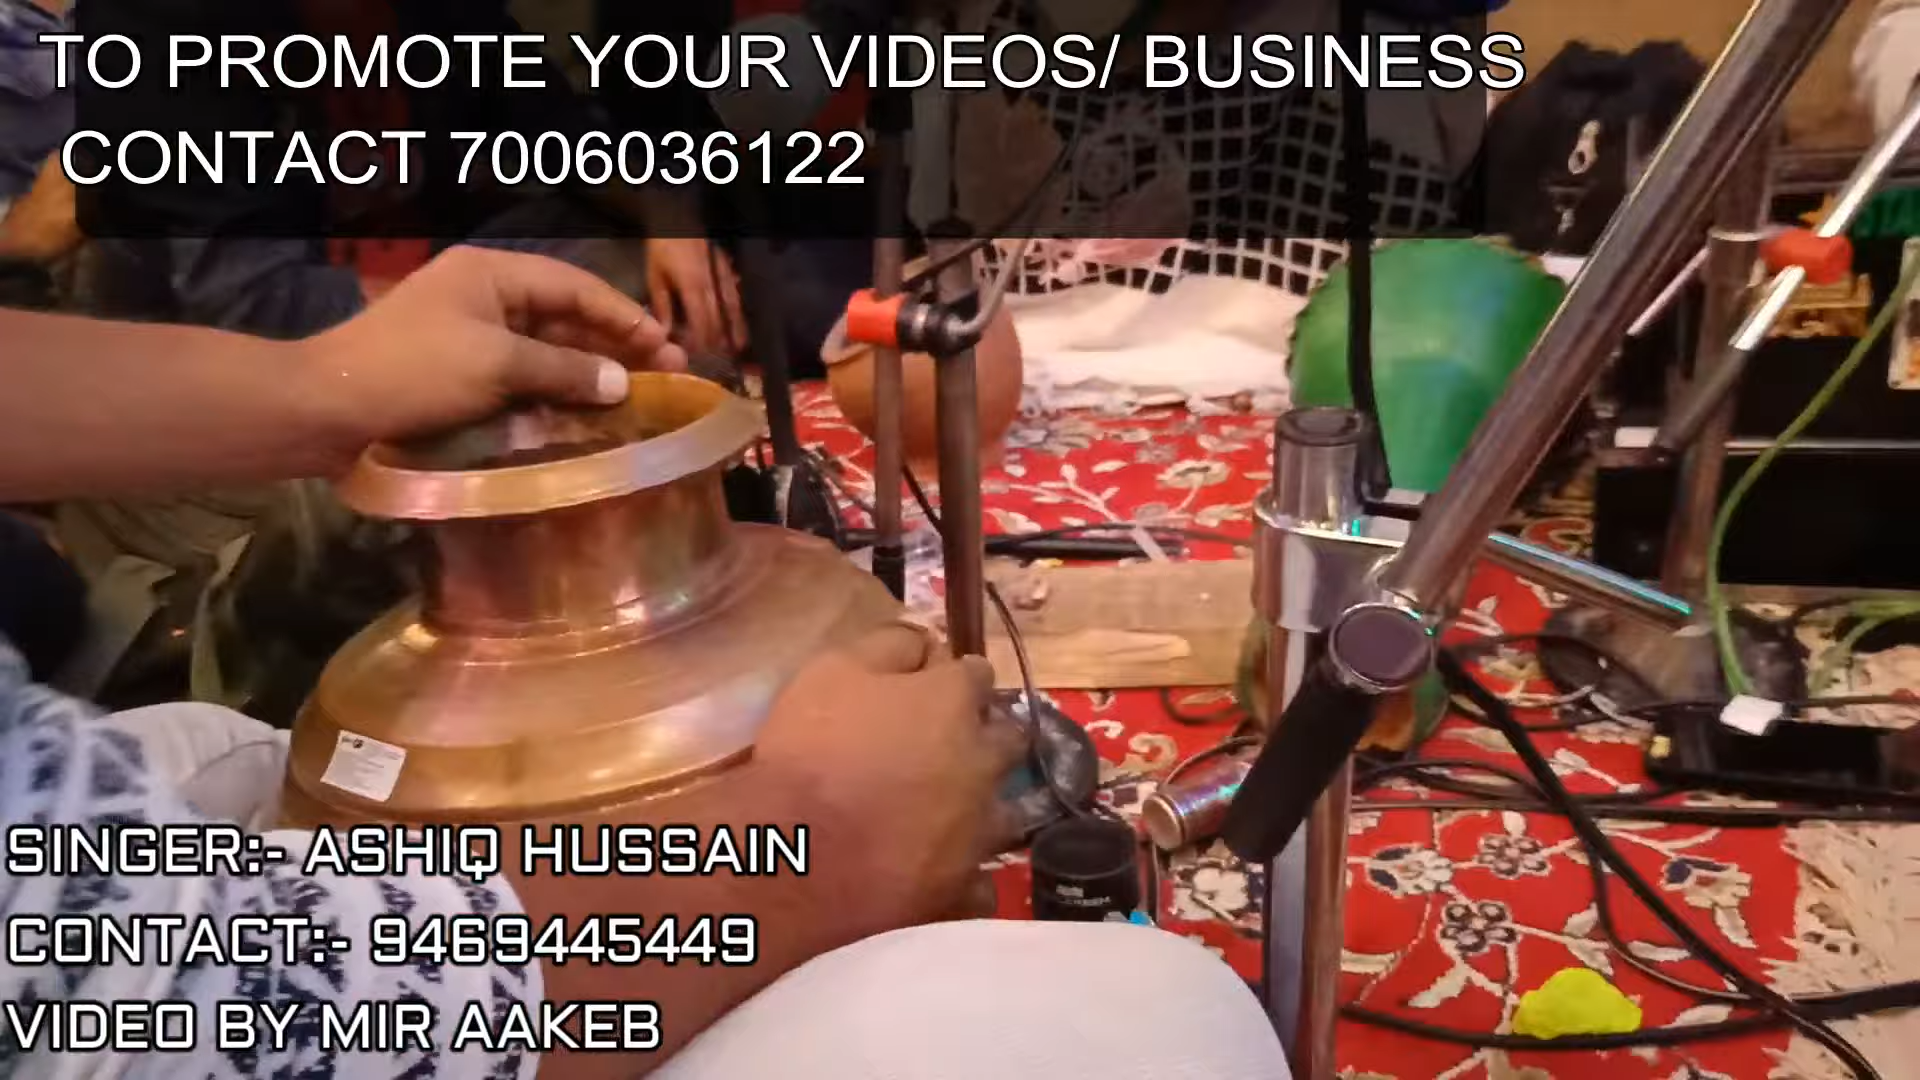 TO PROMOTE YOUR VIDEOS/ BUSINESS
CONTACT 7006036122
SINGER:- ASHIQ HUSSAIN
CONTACT:- 9469445449
VIDEO BY MIR AAKEB